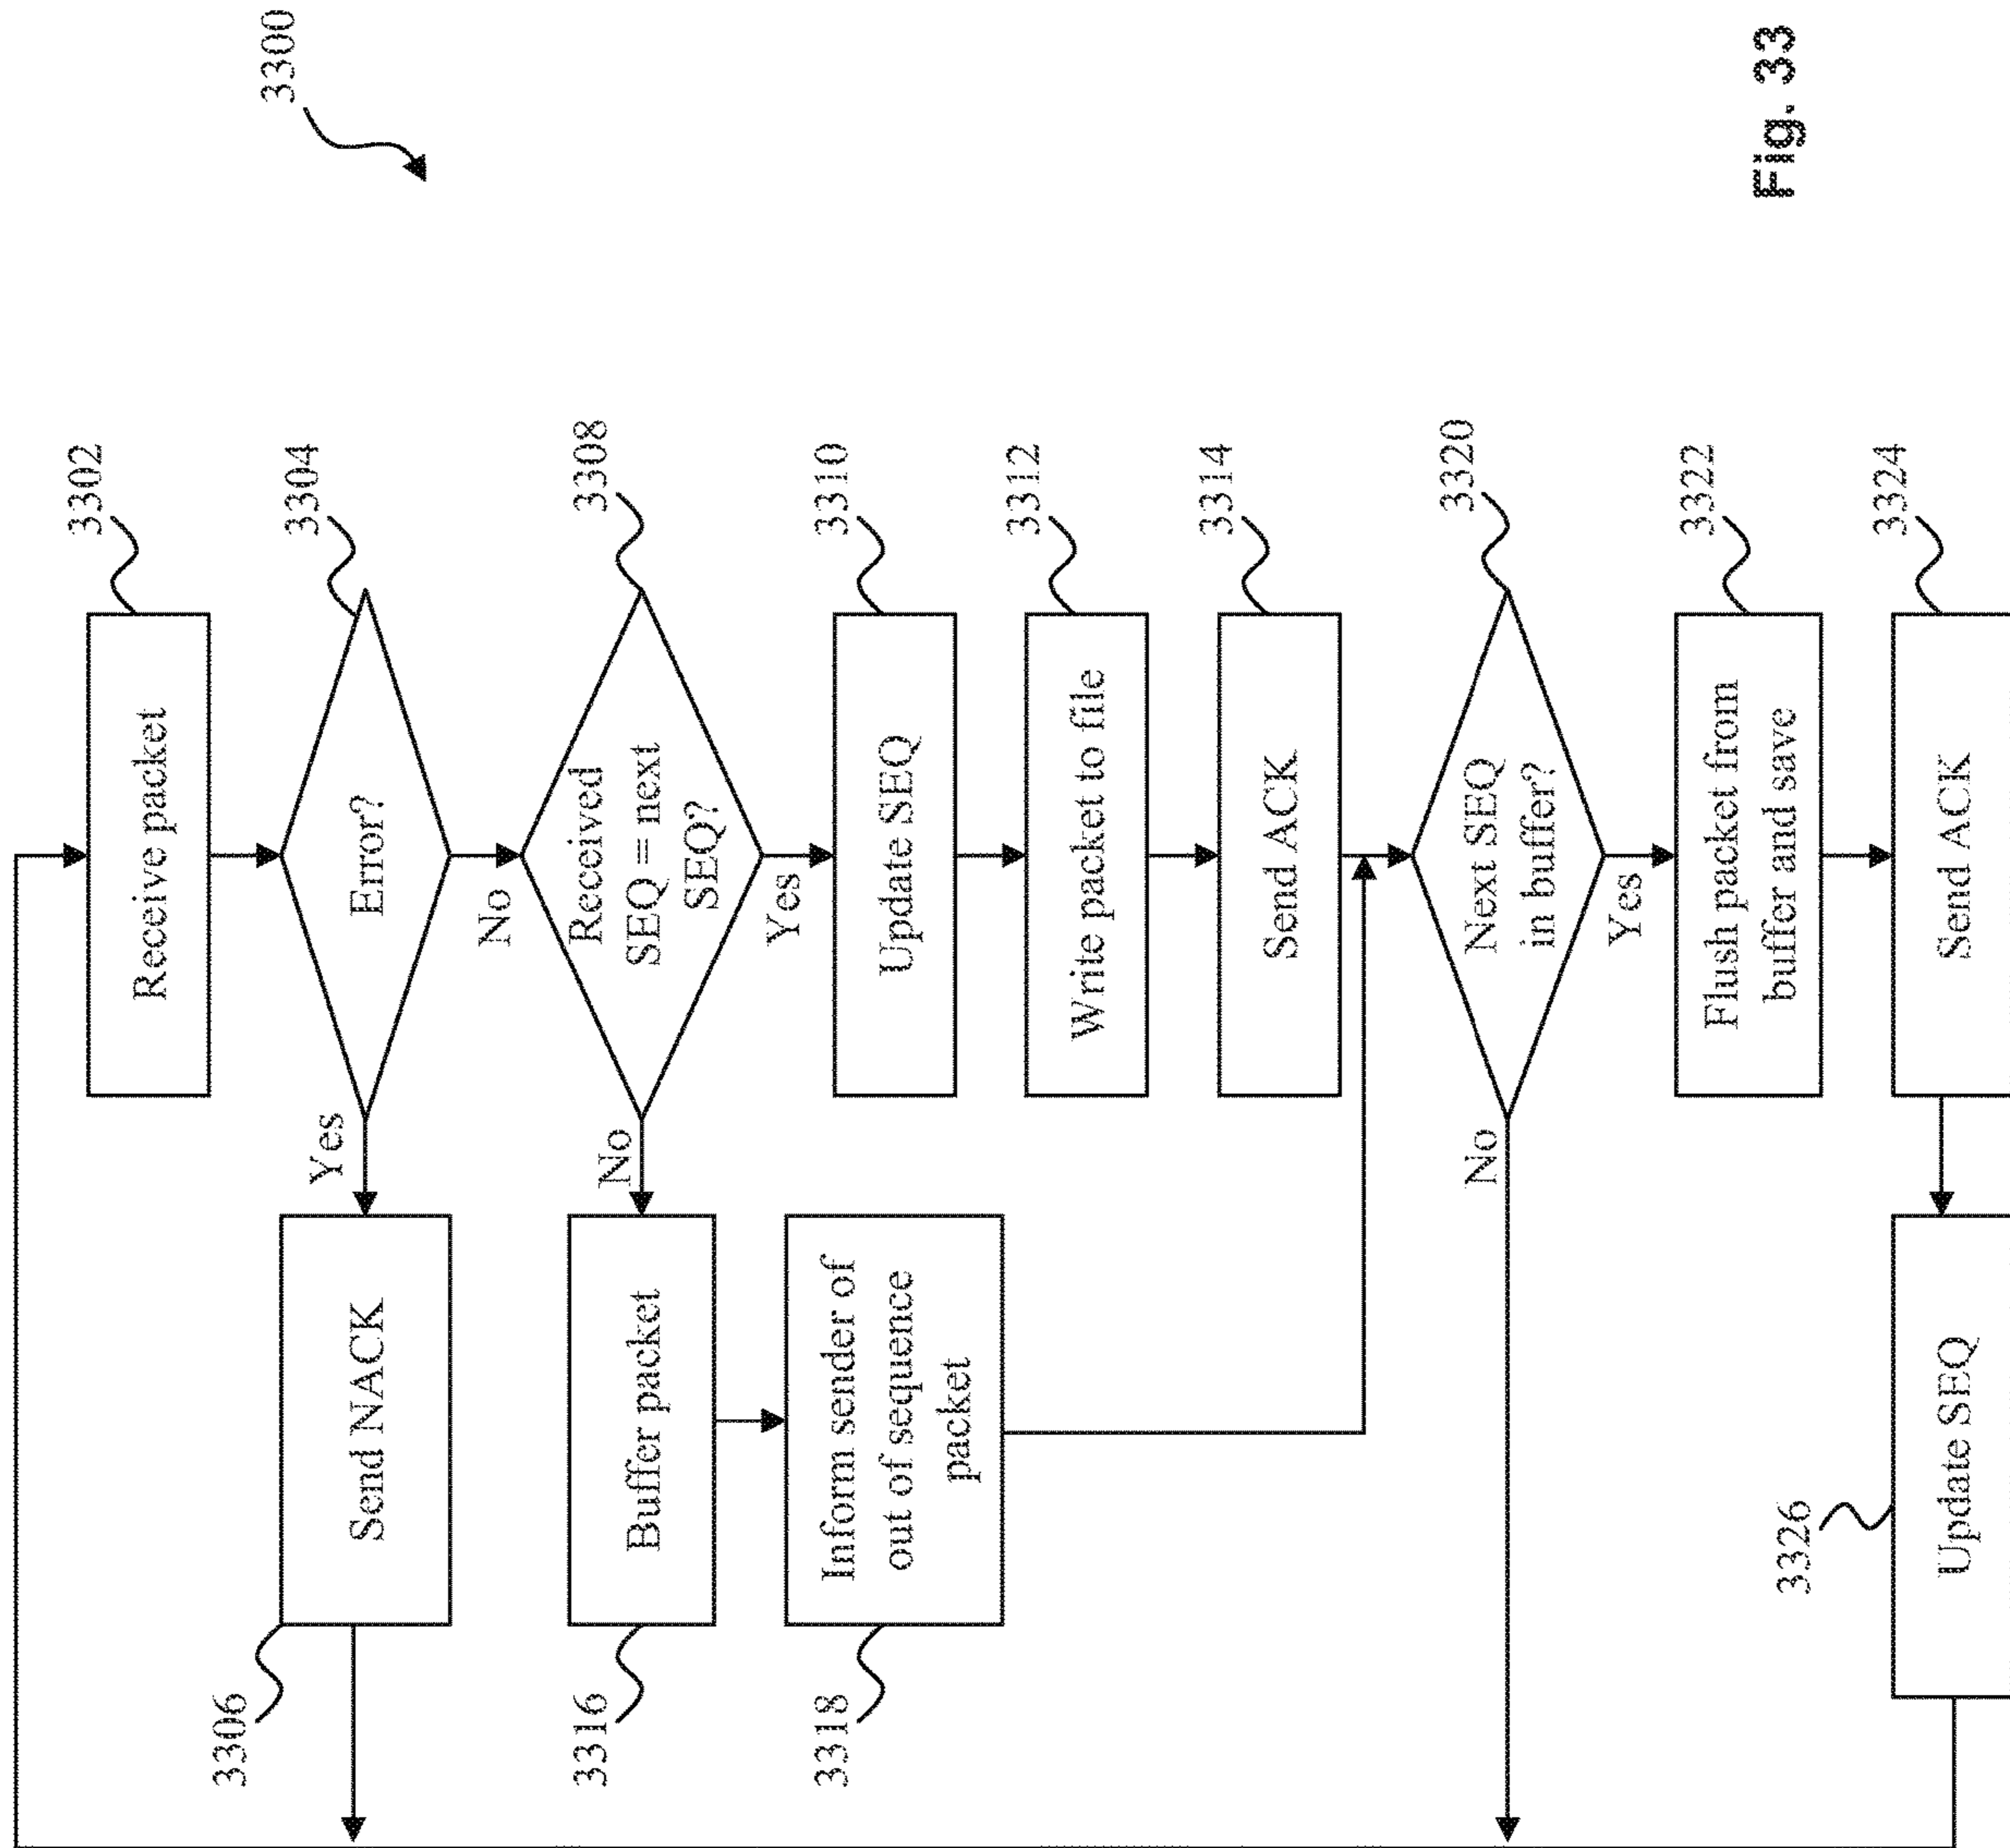 3300
3302
Receive packet
3304
Error?
Yes
No
3306
Send NACK
3308
Received
SEQ = next
SEQ?
No
Yes
3316
Buffer packet
3310
Update SEQ
3318
Inform sender of
out of sequence
packet
3312
Write packet to file
3314
Send ACK
3320
Next SEQ
in buffer?
No
Yes
3322
Flush packet from
buffer and save
3324
Send ACK
3326
Update SEQ
Fig. 33